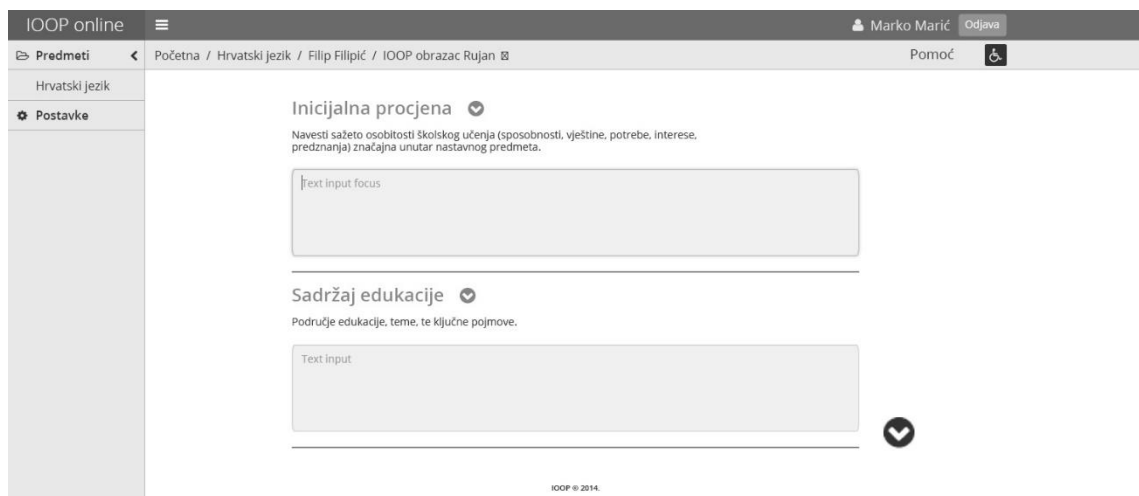 IOOP online
Marko Marić Odjava
Predmeti
Početna / Hrvatski jezik / Filip Filipić / IOOP obrazac Rujan
Pomoć
Hrvatski jezik
Postavke
Inicijalna procjena
Navesti sažeto osobitosti školskog učenja (sposobnosti, vještine, potrebe, interese,
predznanja) značajna unutar nastavnog predmeta.
Text input focus
Sadržaj edukacije
Područje edukacije, teme, te ključne pojmove.
Text input
IOOP © 2014.